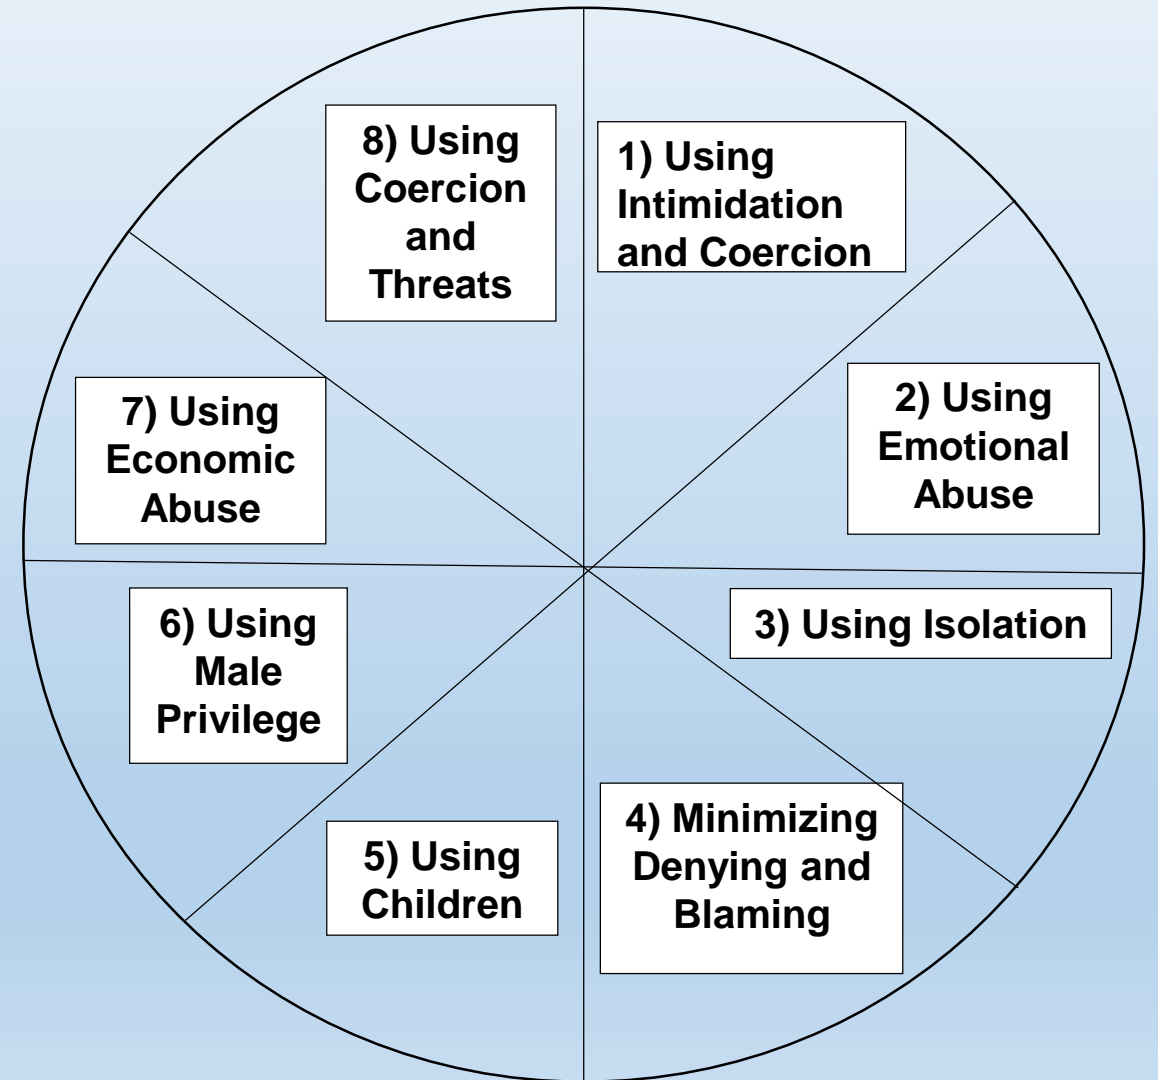 1) Using
Intimidation
and Coercion
2) Using
Emotional
Abuse
3) Using Isolation
4) Minimizing
Denying and
Blaming
5) Using
Children
6) Using
Male
Privilege
7) Using
Economic
Abuse
8) Using
Coercion
and
Threats